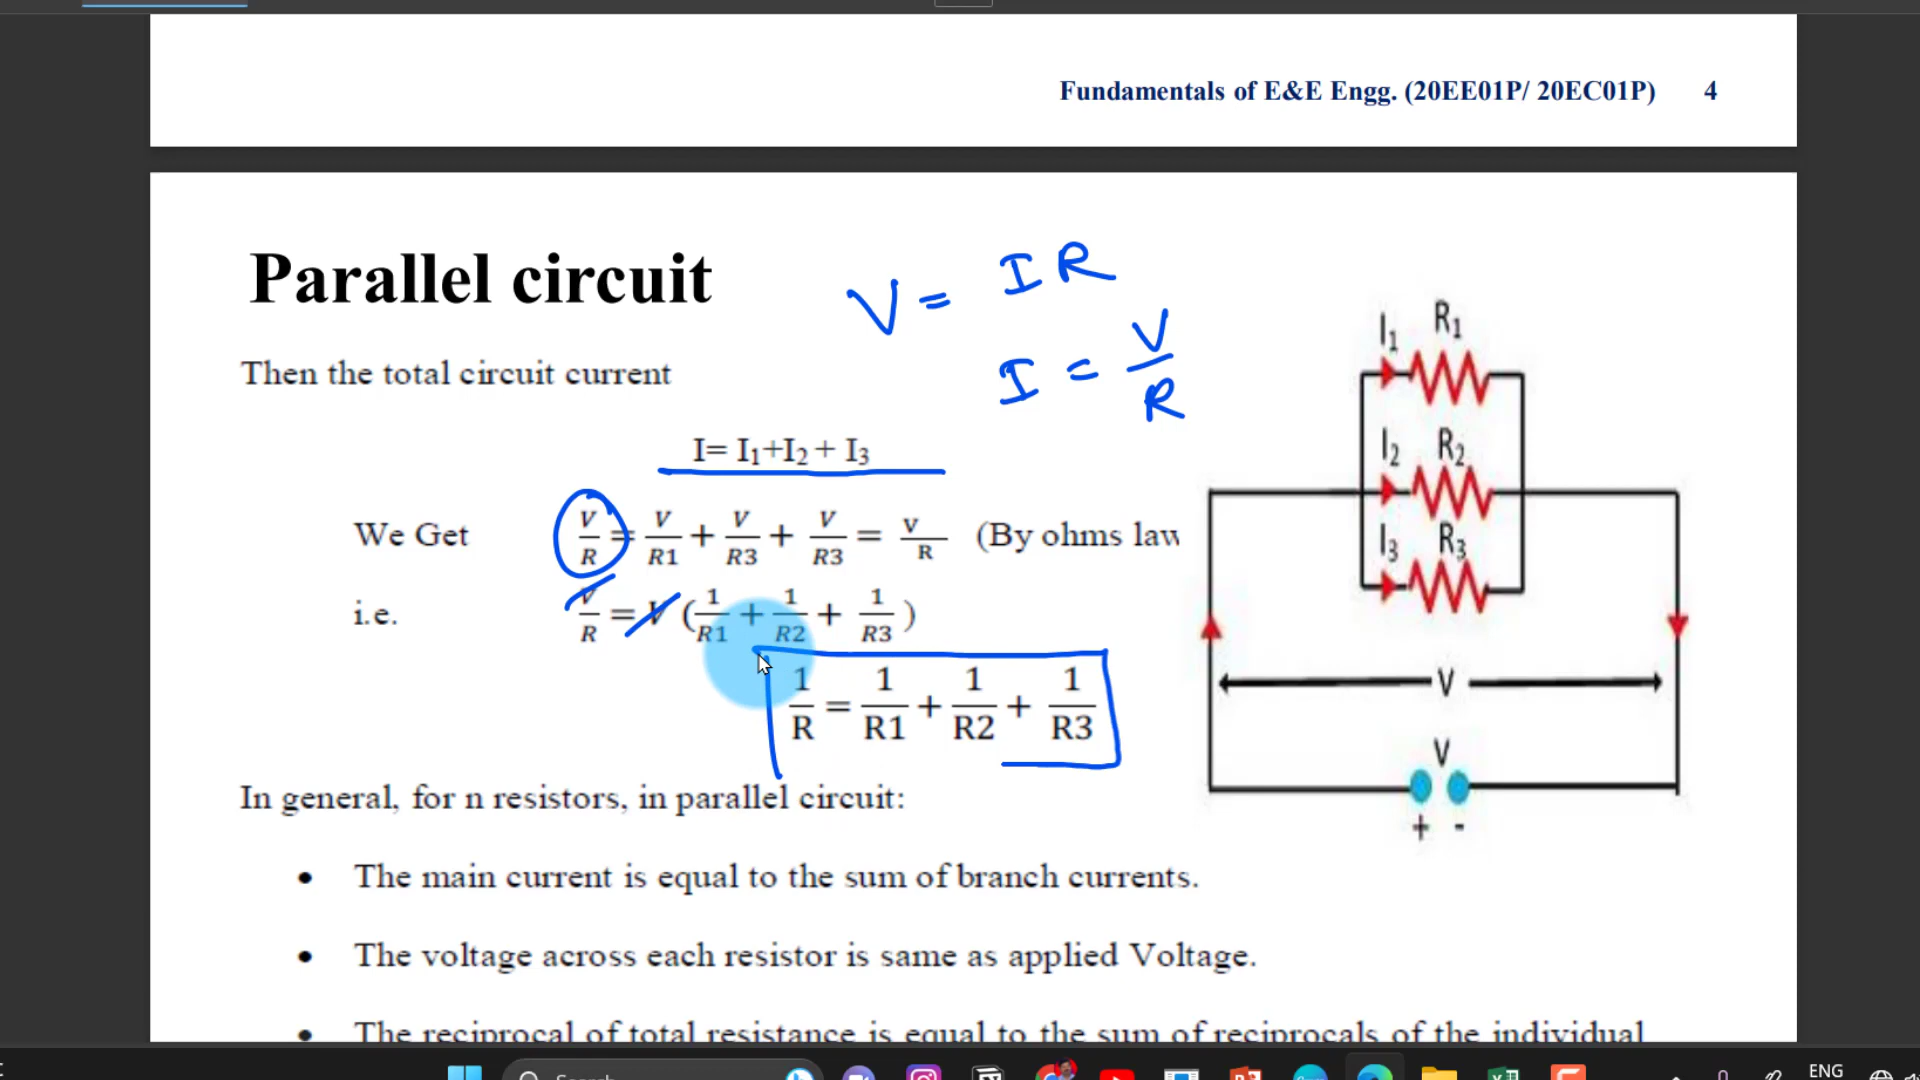 Fundamentals of E&E Engg. (20EE01P/ 20EC01P) 4
Parallel circuit
V = IR
I = V/R
Then the total circuit current
I= I₁+I₂ + I₃
We Get V/R = V/R1 + V/R3 + V/R3 = V/R (By ohms law
i.e. V/R = V (1/R1 + 1/R2 + 1/R3 )
1/R = 1/R1 + 1/R2 + 1/R3
I₁ R₁
I₂ R₂
I₃ R₃
V
V
+ -
In general, for n resistors, in parallel circuit:
• The main current is equal to the sum of branch currents.
• The voltage across each resistor is same as applied Voltage.
• The reciprocal of total resistance is equal to the sum of reciprocals of the individual
Search
ENG